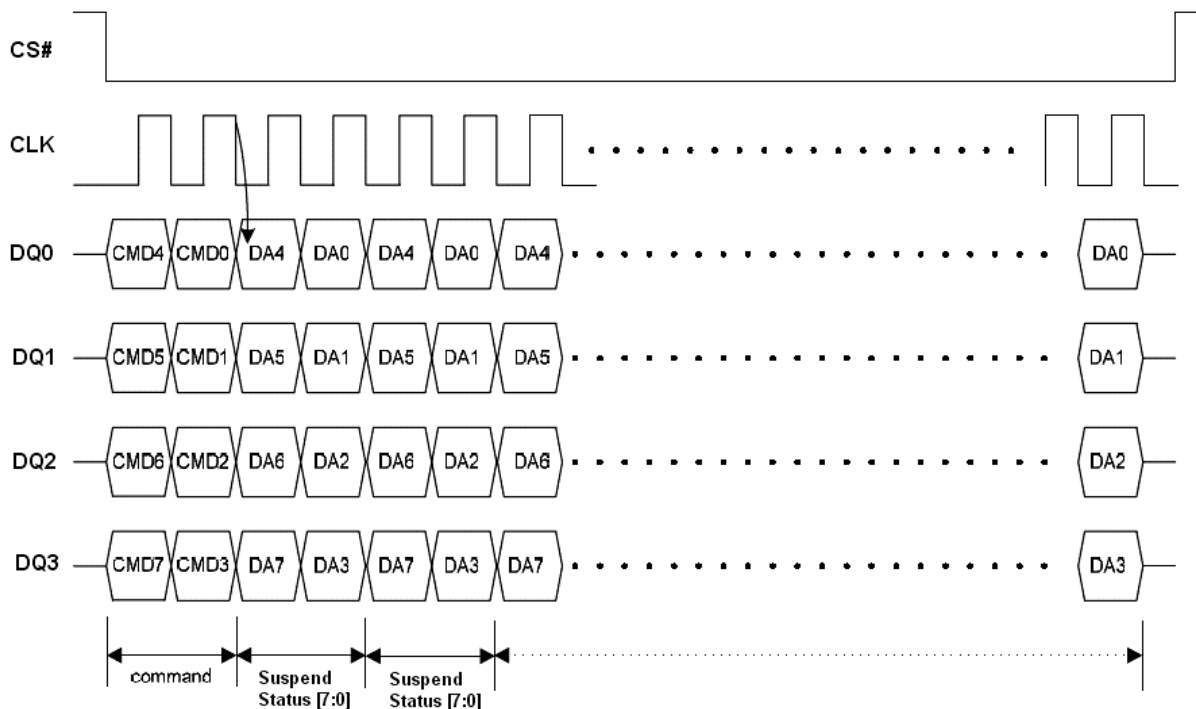 CS#
CLK
DQ0 CMD4 CMD0 DA4 DA0 DA4 DA0 DA4 DA0
DQ1 CMD5 CMD1 DA5 DA1 DA5 DA1 DA5 DA1
DQ2 CMD6 CMD2 DA6 DA2 DA6 DA2 DA6 DA2
DQ3 CMD7 CMD3 DA7 DA3 DA7 DA3 DA7 DA3
command Suspend Suspend
Status [7:0] Status [7:0]